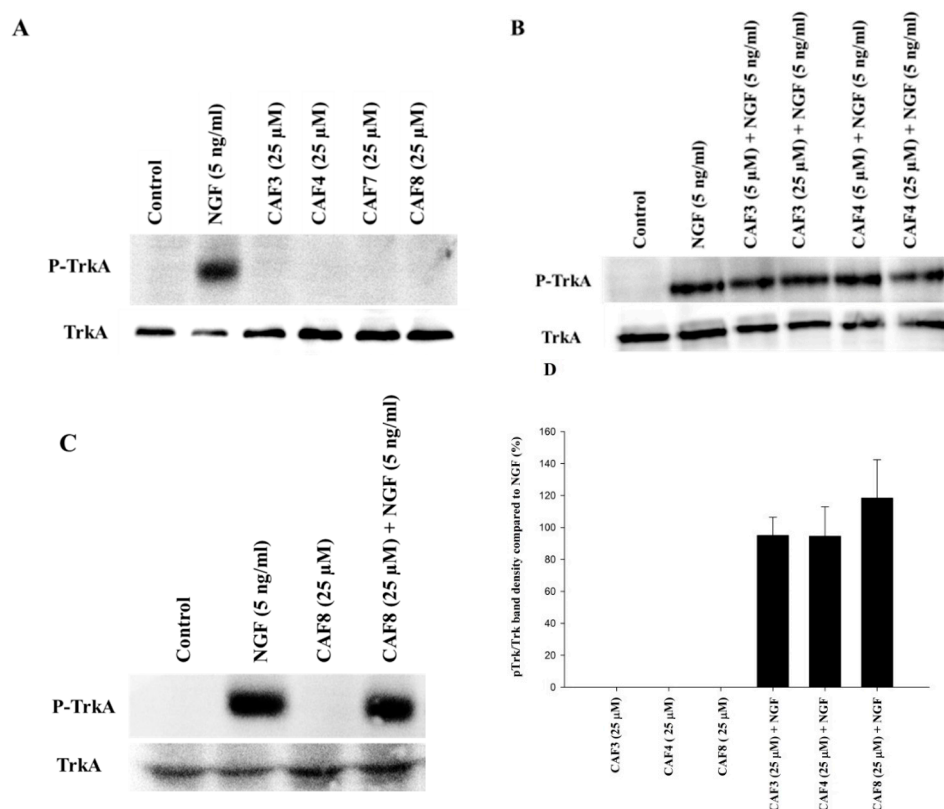 A
Control
NGF (5 ng/ml)
CAF3 (25 µM)
CAF4 (25 µM)
CAF7 (25 µM)
CAF8 (25 µM)
P-TrkA
TrkA
B
Control
NGF (5 ng/ml)
CAF3 (5 µM) + NGF (5 ng/ml)
CAF3 (25 µM) + NGF (5 ng/ml)
CAF4 (5 µM) + NGF (5 ng/ml)
CAF4 (25 µM) + NGF (5 ng/ml)
P-TrkA
TrkA
C
Control
NGF (5 ng/ml)
CAF8 (25 µM)
CAF8 (25 µM) + NGF (5 ng/ml)
P-TrkA
TrkA
D
pTrk/Trk band density compared to NGF (%)
160
140
120
100
80
60
40
20
0
CAF3 (25 µM)
CAF4 ( 25 µM)
CAF8 ( 25 µM)
CAF3 (25 µM) + NGF
CAF4 (25 µM) + NGF
CAF8 (25 µM) + NGF